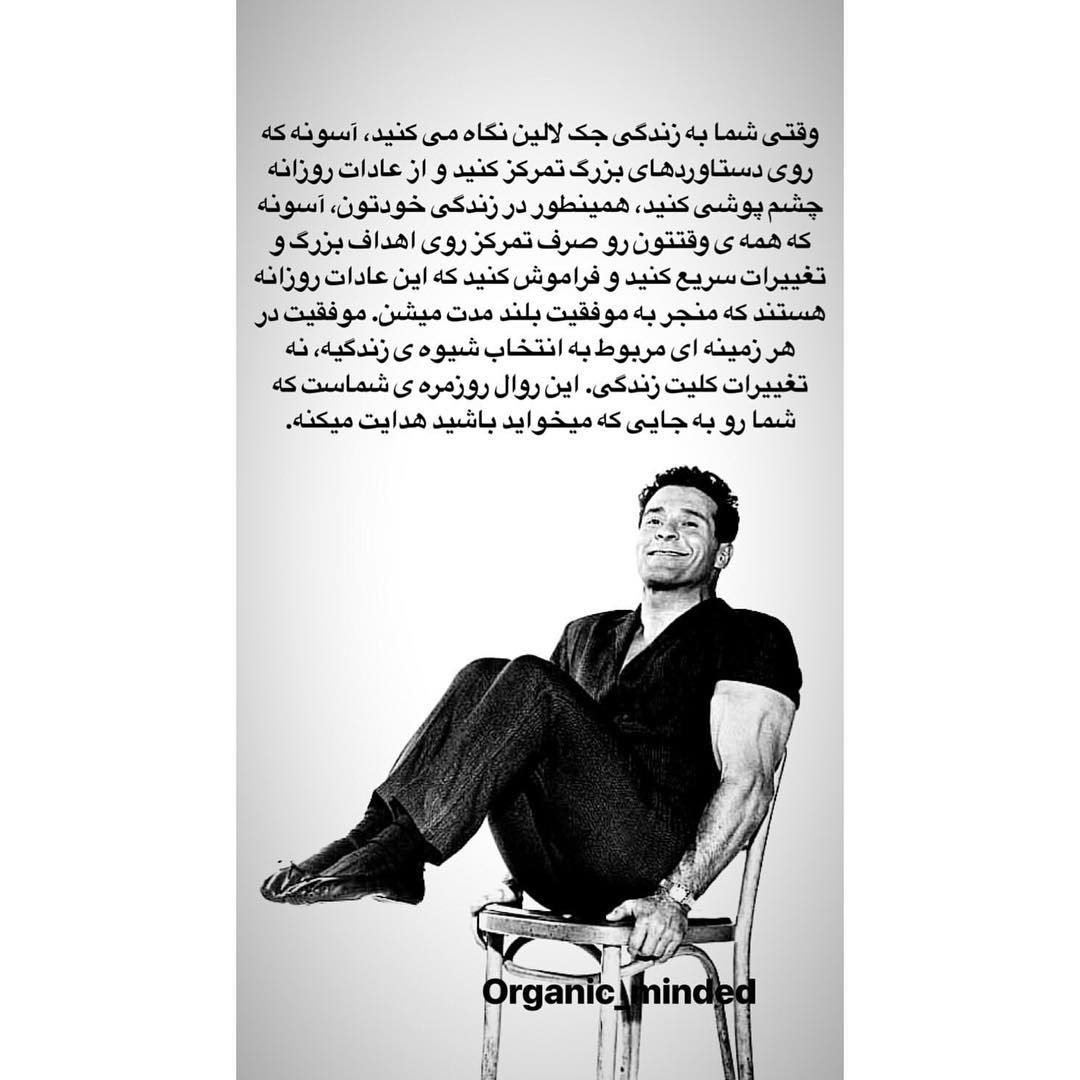 وقتی شما به زندگی جک لالین نگاه می کنید، آسونه که
روی دستاوردهای بزرگ تمرکز کنید و از عادات روزانه
چشم پوشی کنید، همینطور در زندگی خودتون، آسونه
که همه ی وقتتون رو صرف تمرکز روی اهداف بزرگ و
تغییرات سریع کنید و فراموش کنید که این عادات روزانه
هستند که منجر به موفقیت بلند مدت میشن. موفقیت در
هر زمینه ای مربوط به انتخاب شیوه ی زندگیه، نه
تغییرات کلیت زندگی. این روال روزمره ی شماست که
شما رو به جایی که میخواید باشید هدایت میکنه.
Organic_minded